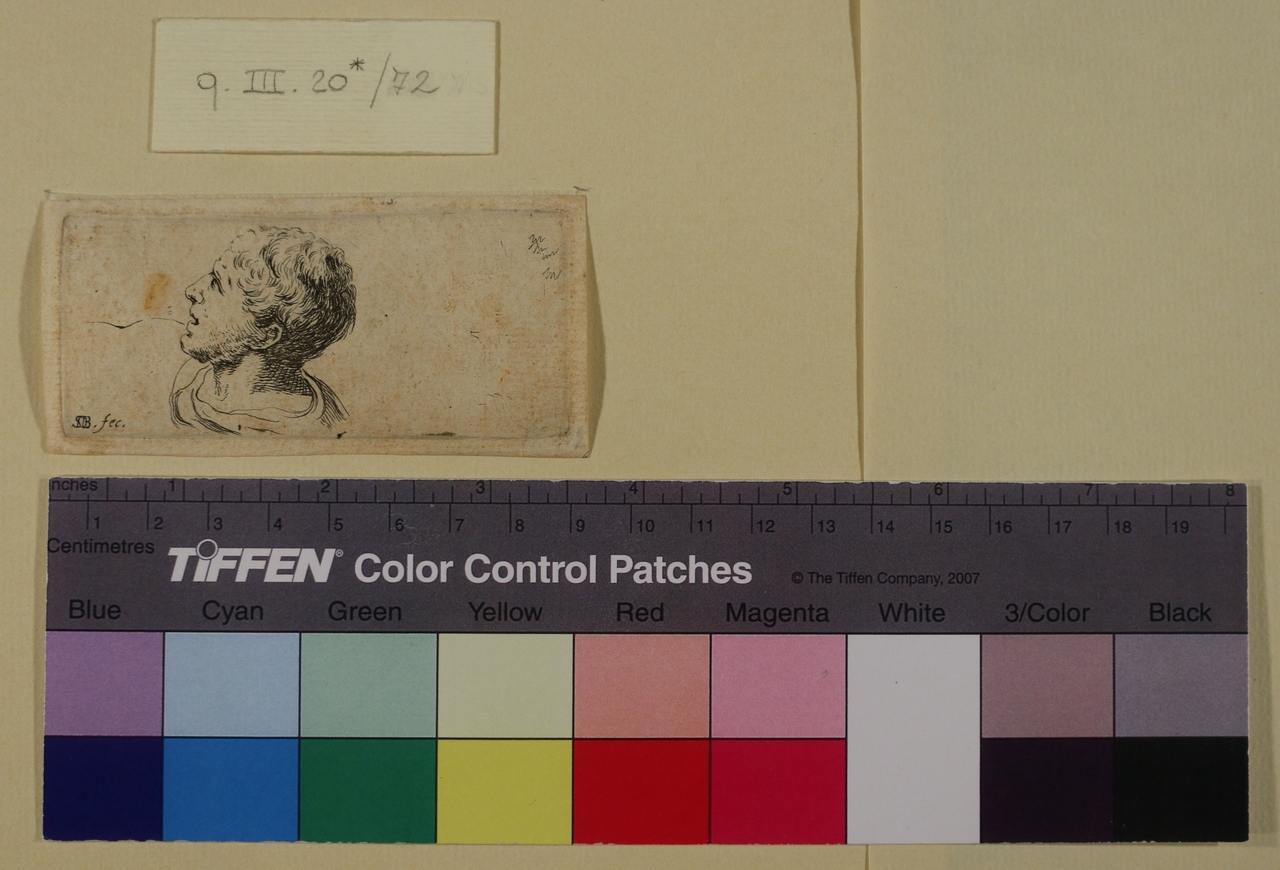 9. III. 20*/72
SDB. fec.
Inches 1 2 3 4 5 6 7 8
1 2 3 4 5 6 7 8 9 10 11 12 13 14 15 16 17 18 19
Centimetres
TIFFEN® Color Control Patches © The Tiffen Company, 2007
Blue Cyan Green Yellow Red Magenta White 3/Color Black